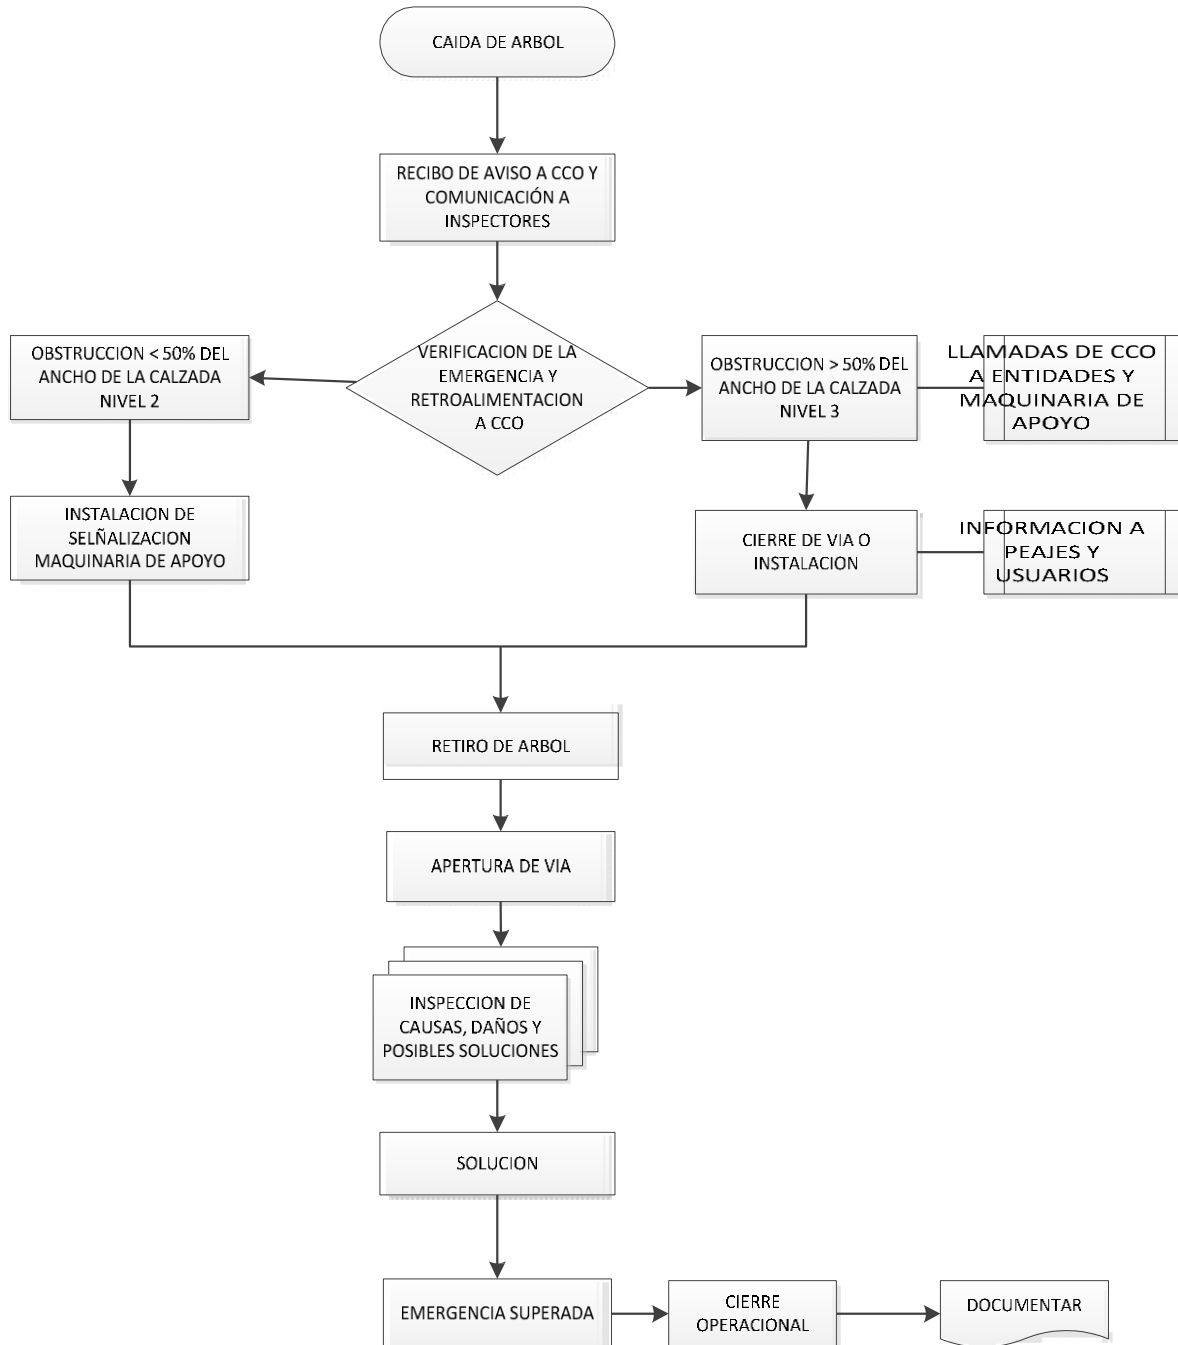 CAIDA DE ARBOL
RECIBO DE AVISO A CCO Y
COMUNICACIÓN A
INSPECTORES
VERIFICACION DE LA
EMERGENCIA Y
RETROALIMENTACION
A CCO
OBSTRUCCION < 50% DEL
ANCHO DE LA CALZADA
NIVEL 2
OBSTRUCCION > 50% DEL
ANCHO DE LA CALZADA
NIVEL 3
LLAMADAS DE CCO
A ENTIDADES Y
MAQUINARIA DE
APOYO
INSTALACION DE
SELÑALIZACION
MAQUINARIA DE APOYO
CIERRE DE VIA O
INSTALACION
INFORMACION A
PEAJES Y
USUARIOS
RETIRO DE ARBOL
APERTURA DE VIA
INSPECCION DE
CAUSAS, DAÑOS Y
POSIBLES SOLUCIONES
SOLUCION
EMERGENCIA SUPERADA
CIERRE
OPERACIONAL
DOCUMENTAR